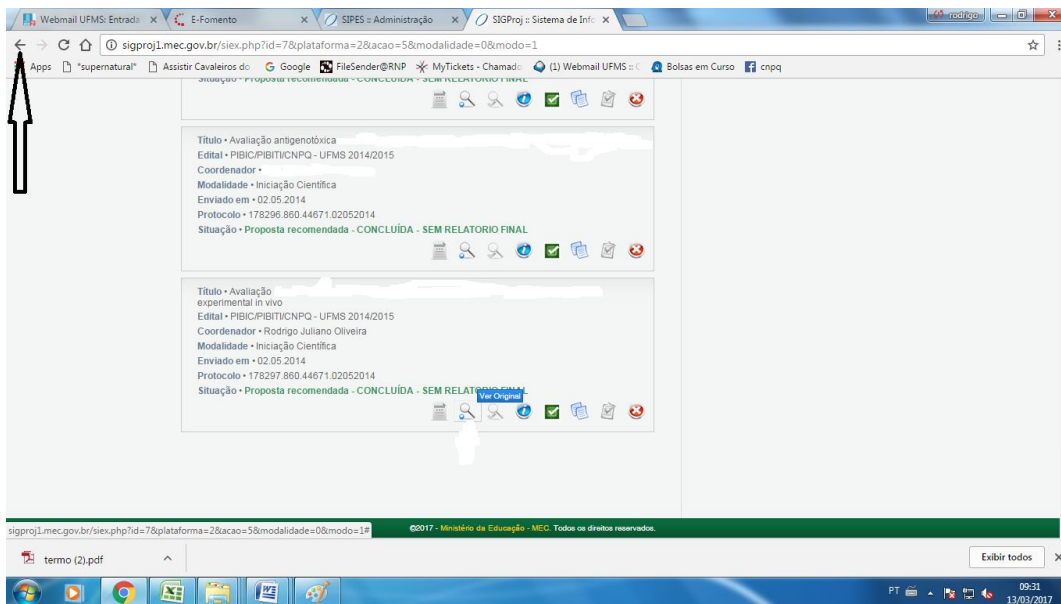 Webmail UFMS: Entrada
E-Fomento
SIPES :: Administração
SIGProj :: Sistema de Info
rodrigo
sigproj1.mec.gov.br/siex.php?id=7&plataforma=2&acao=5&modalidade=0&modo=1
Apps
"supernatural"
Assistir Cavaleiros do
Google
FileSender@RNP
MyTickets - Chamado
(1) Webmail UFMS ::
Bolsas em Curso
cnpq
Situação • Proposta recomendada - CONCLUÍDA - SEM RELATORIO FINAL
Título • Avaliação antigenotóxica
Edital • PIBIC/PIBITI/CNPQ - UFMS 2014/2015
Coordenador •
Modalidade • Iniciação Científica
Enviado em • 02.05.2014
Protocolo • 178296.860.44671.02052014
Situação • Proposta recomendada - CONCLUÍDA - SEM RELATORIO FINAL
Título • Avaliação
experimental in vivo
Edital • PIBIC/PIBITI/CNPQ - UFMS 2014/2015
Coordenador • Rodrigo Juliano Oliveira
Modalidade • Iniciação Científica
Enviado em • 02.05.2014
Protocolo • 178297.860.44671.02052014
Situação • Proposta recomendada - CONCLUÍDA - SEM RELATORIO FINAL
Ver Original
sigproj1.mec.gov.br/siex.php?id=7&plataforma=2&acao=5&modalidade=0&modo=1#
©2017 - Ministério da Educação - MEC. Todos os direitos reservados.
termo (2).pdf
Exibir todos
PT
09:31
13/03/2017